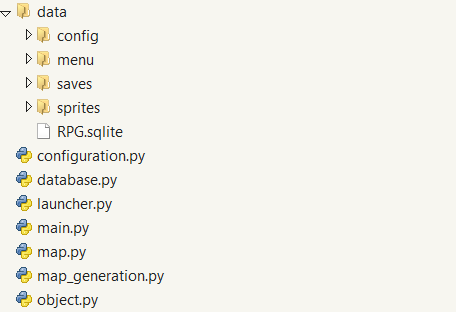 data
config
menu
saves
sprites
RPG.sqlite
configuration.py
database.py
launcher.py
main.py
map.py
map_generation.py
object.py